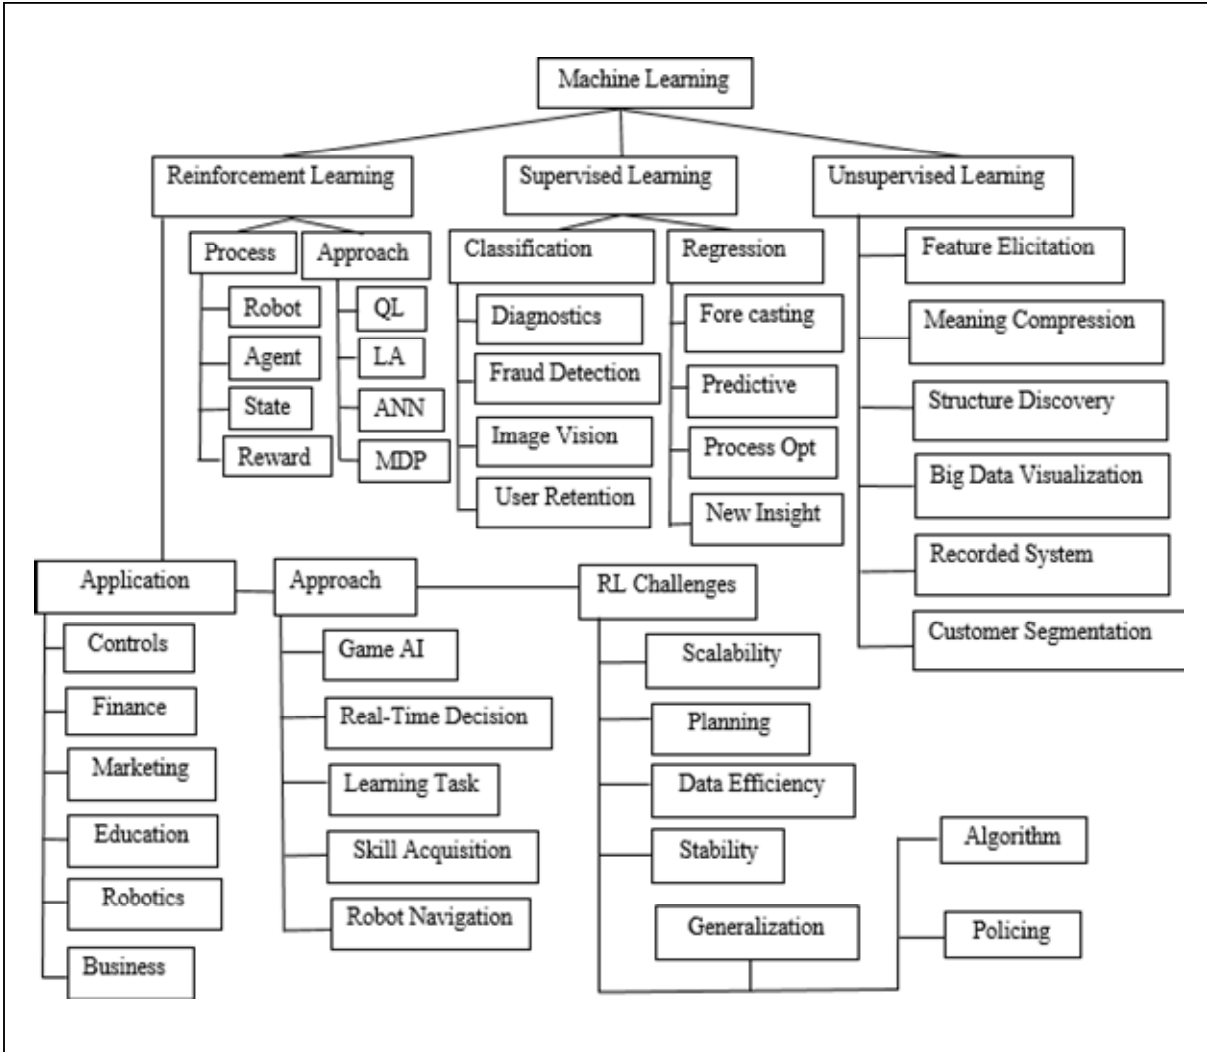 Machine Learning
Reinforcement Learning
Supervised Learning
Unsupervised Learning
Process
Approach
Classification
Regression
Feature Elicitation
Robot
QL
Diagnostics
Fore casting
Meaning Compression
Agent
LA
Fraud Detection
Predictive
Structure Discovery
State
ANN
Image Vision
Process Opt
Big Data Visualization
Reward
MDP
User Retention
New Insight
Recorded System
Customer Segmentation
Application
Approach
RL Challenges
Controls
Game AI
Scalability
Finance
Real-Time Decision
Planning
Marketing
Learning Task
Data Efficiency
Education
Skill Acquisition
Stability
Algorithm
Robotics
Robot Navigation
Generalization
Policing
Business